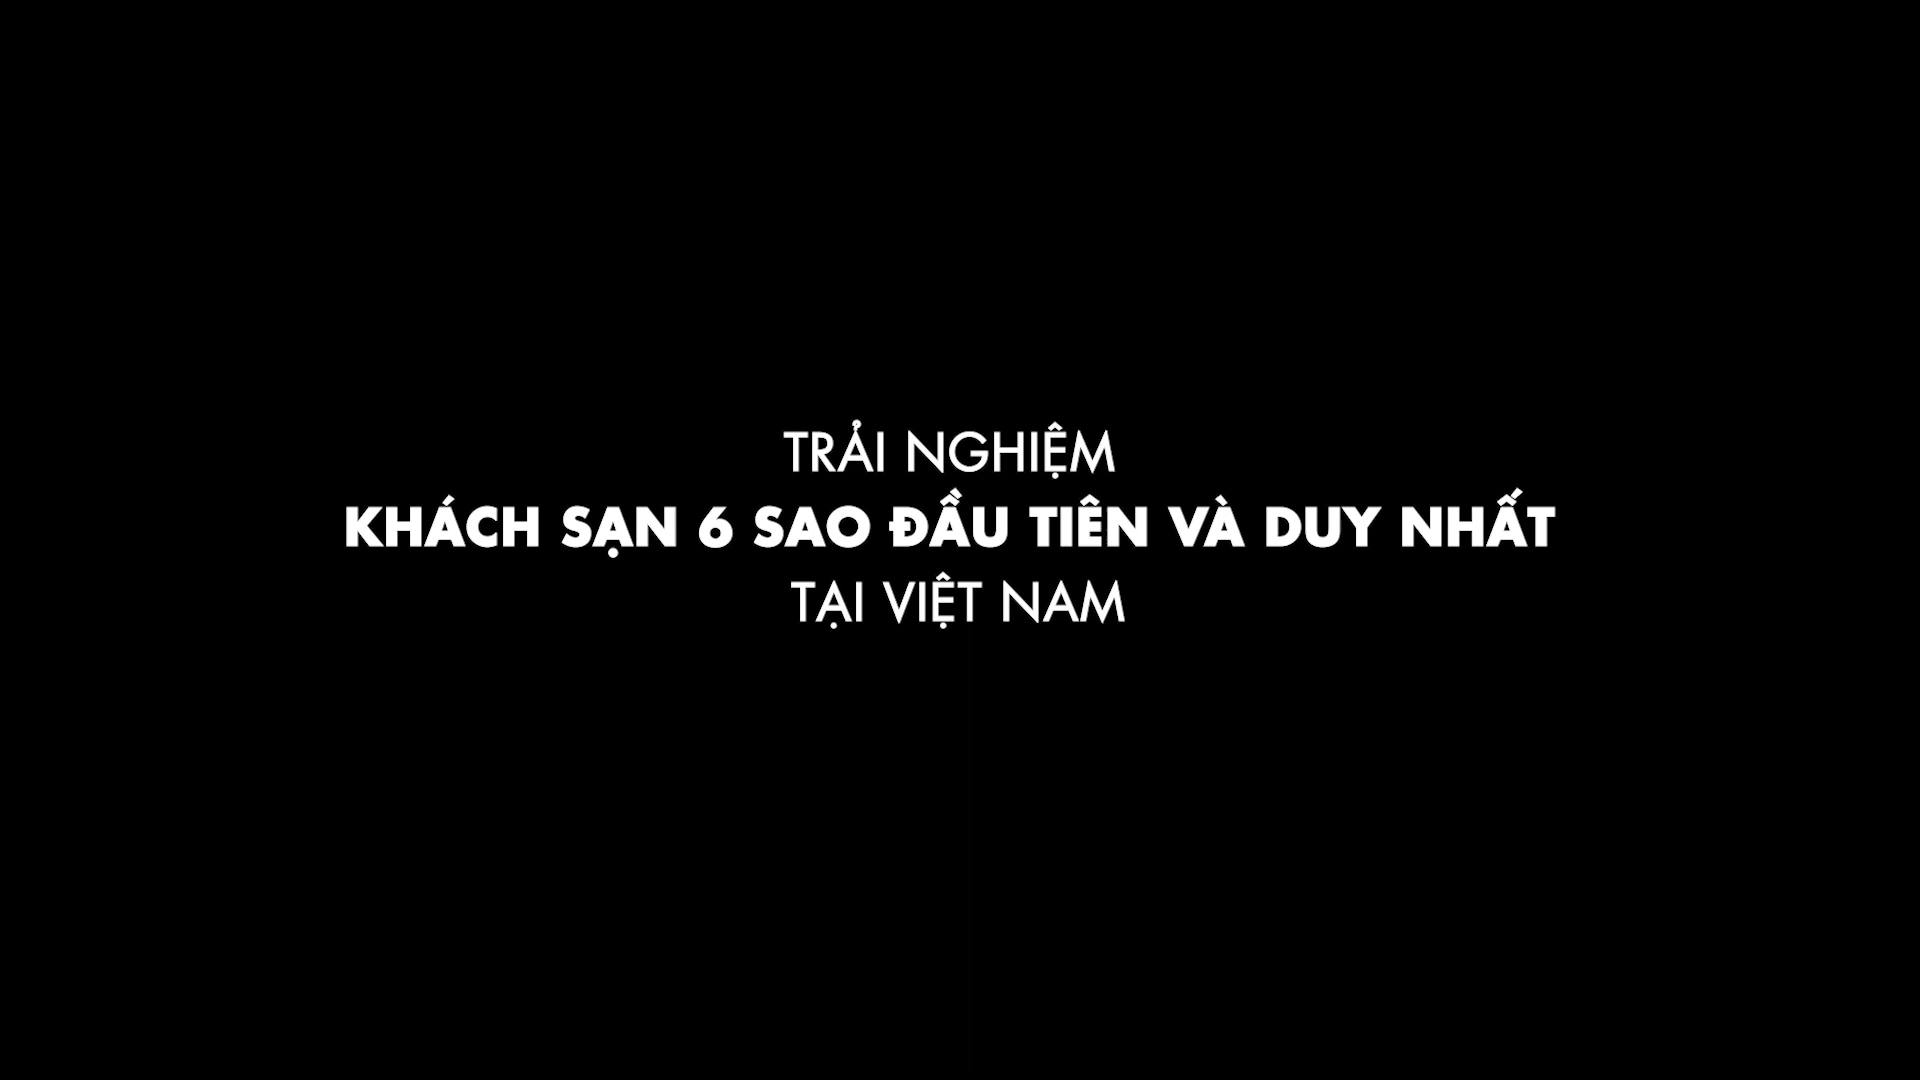 TRẢI NGHIỆM
KHÁCH SẠN 6 SAO ĐẦU TIÊN VÀ DUY NHẤT
TẠI VIỆT NAM